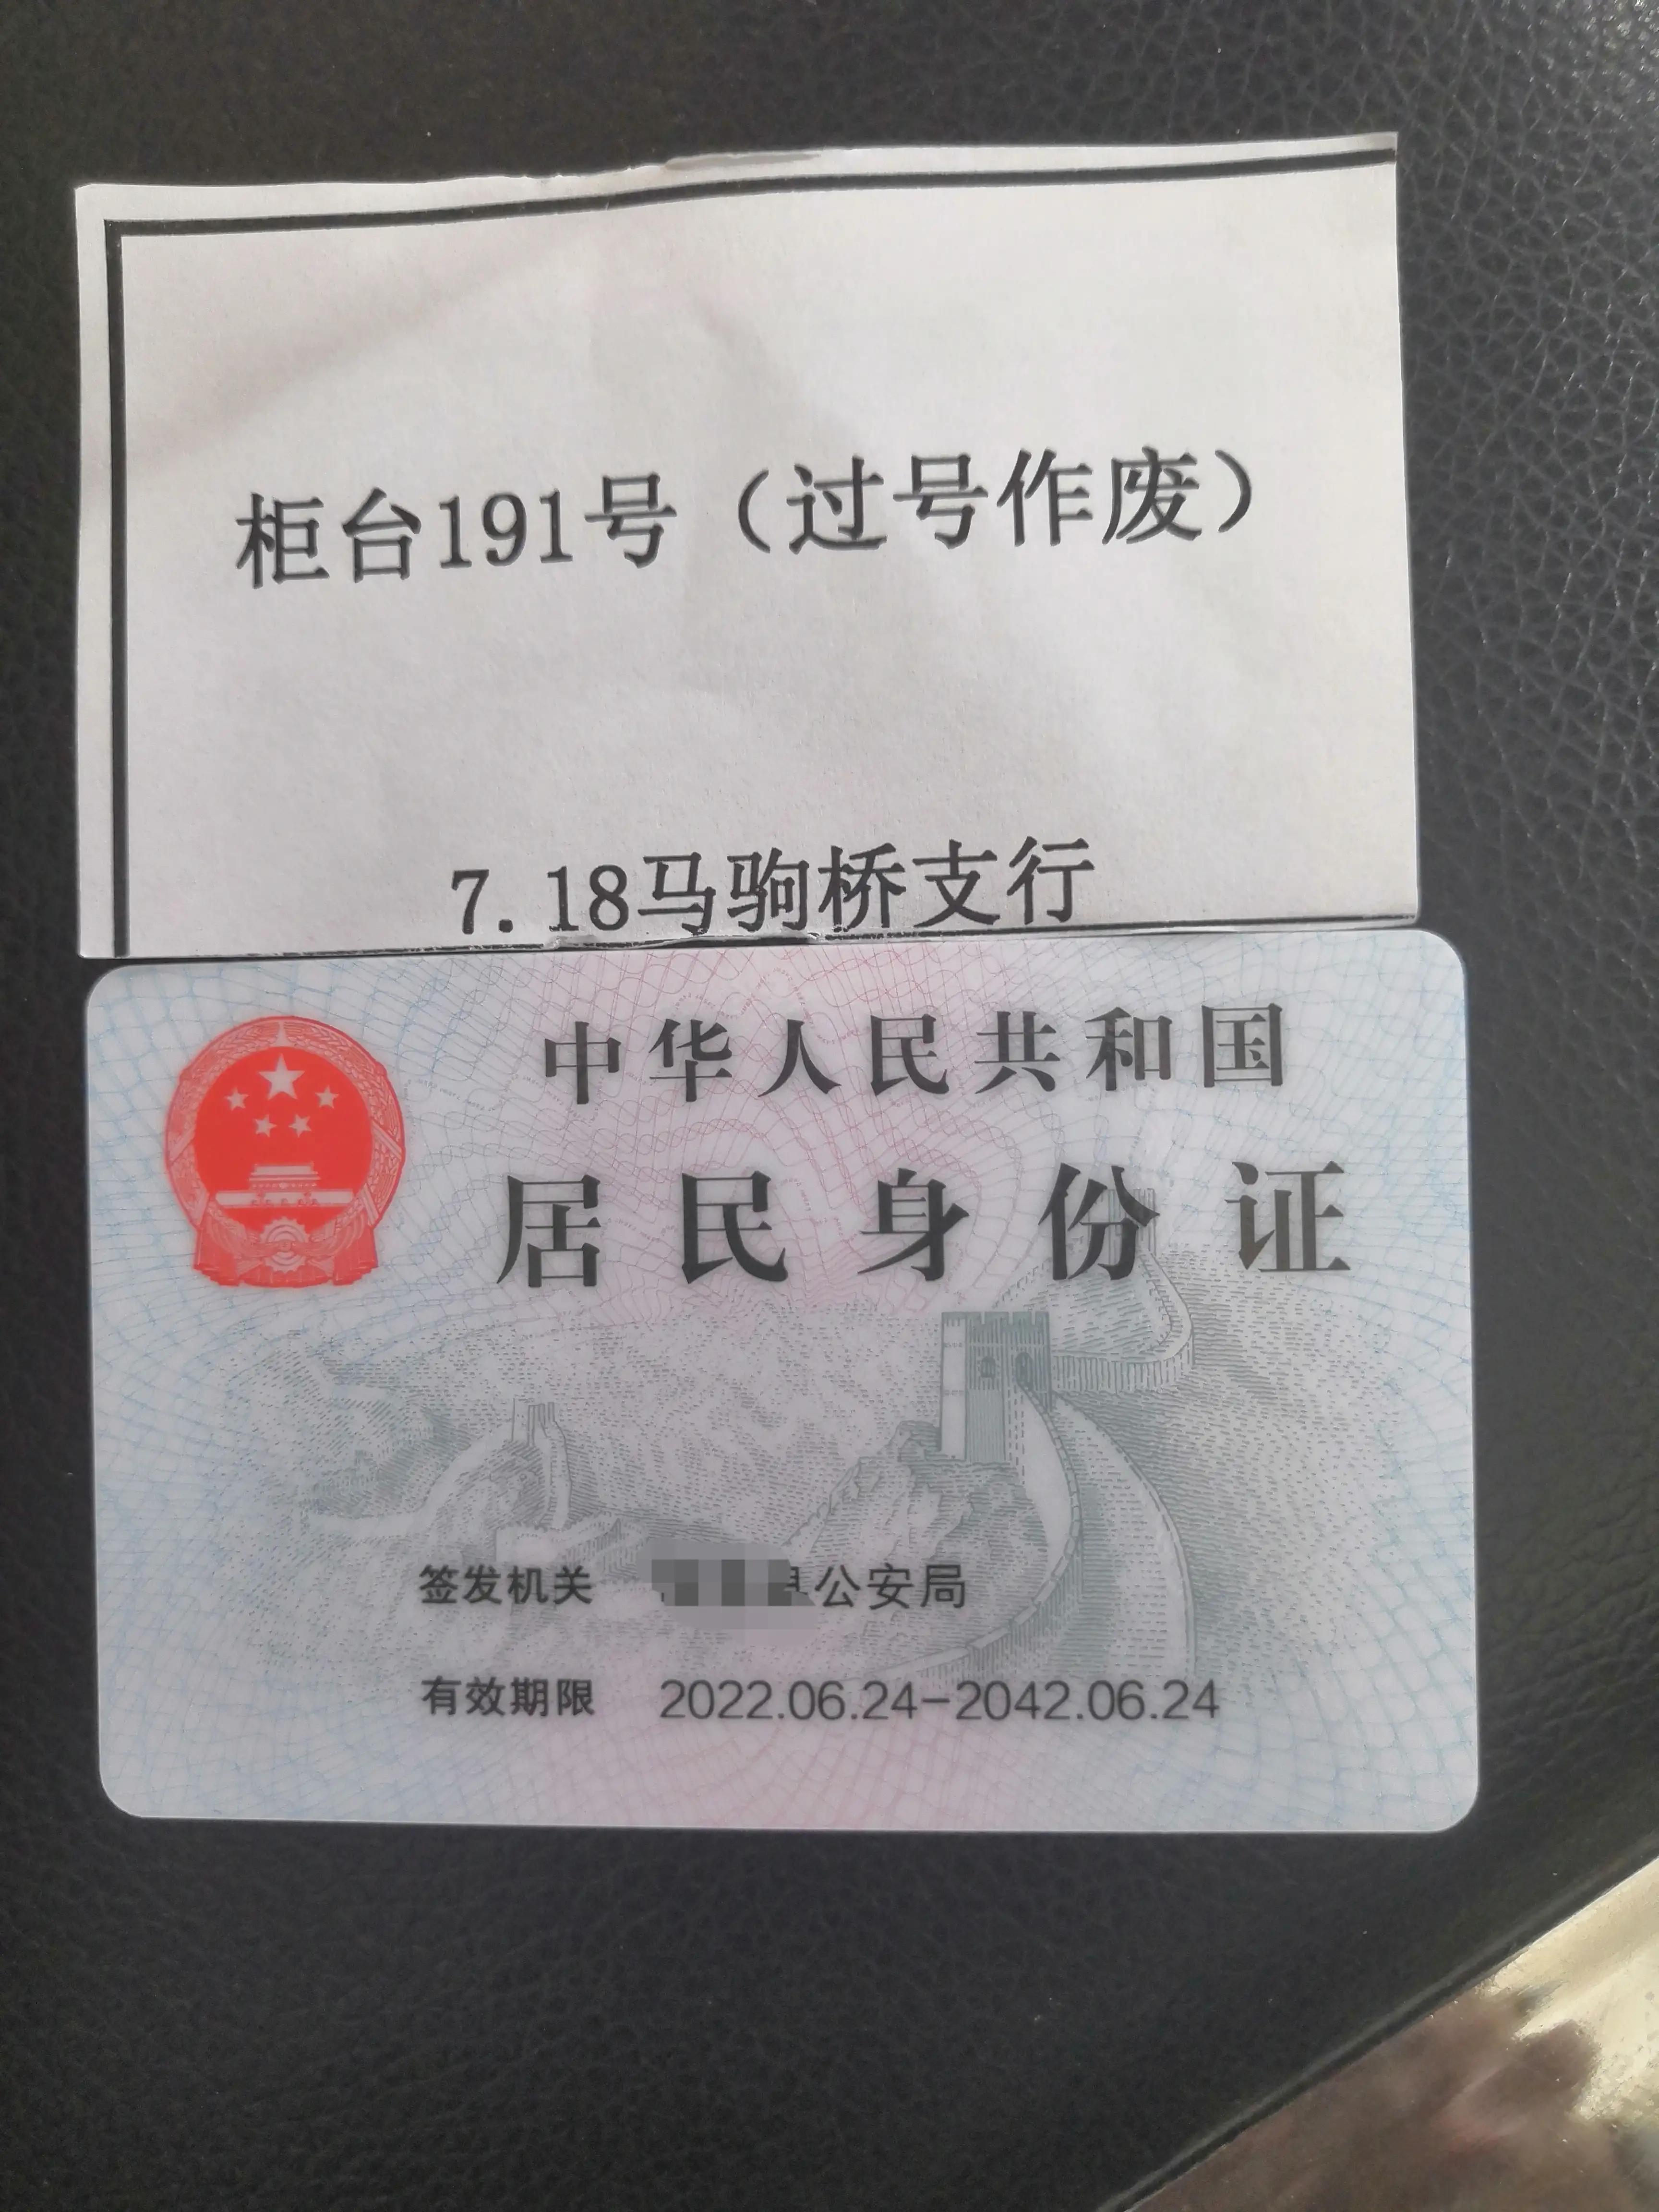 柜台191号（过号作废）
7.18马驹桥支行
中华人民共和国
居民身份证
签发机关 县公安局
有效期限 2022.06.24-2042.06.24